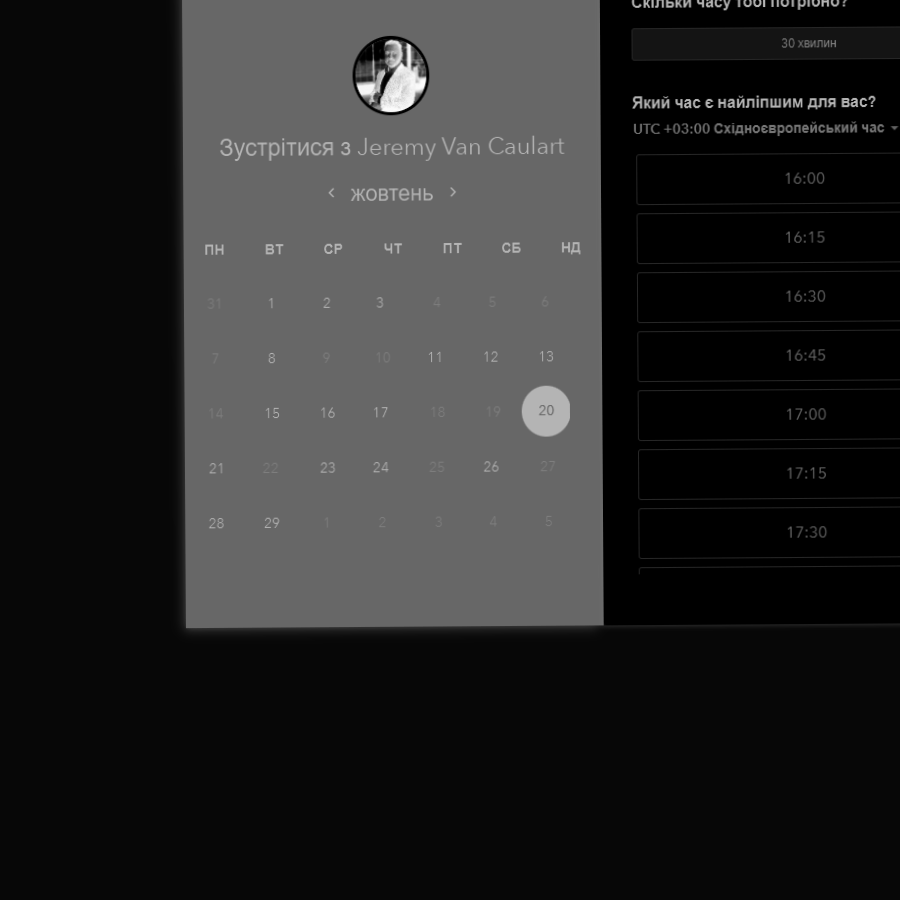 Зустрітися з Jeremy Van Caulart
жовтень
ПН ВТ СР ЧТ ПТ СБ НД
31 1 2 3 4 5 6
7 8 9 10 11 12 13
14 15 16 17 18 19 20
21 22 23 24 25 26 27
28 29 1 2 3 4 5
Скільки часу тобі потрібно?
30 хвилин
Який час є найліпшим для вас?
UTC +03:00 Східноєвропейський час
16:00
16:15
16:30
16:45
17:00
17:15
17:30